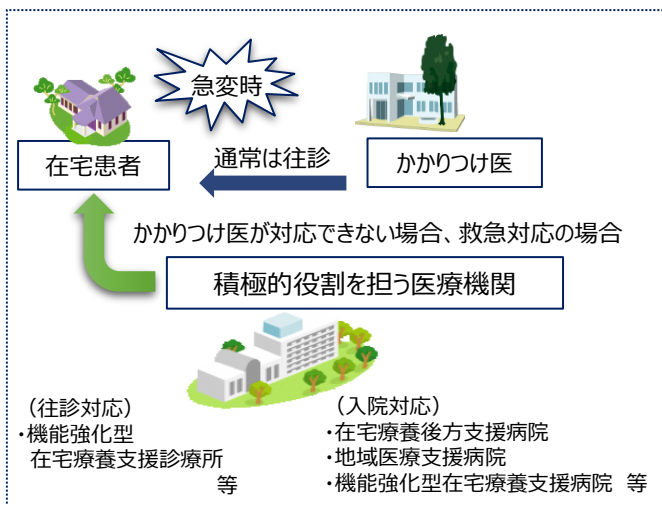 急変時
在宅患者
通常は往診
かかりつけ医
かかりつけ医が対応できない場合、救急対応の場合
積極的役割を担う医療機関
（往診対応）
・機能強化型
在宅療養支援診療所
等
（入院対応）
・在宅療養後方支援病院
・地域医療支援病院
・機能強化型在宅療養支援病院 等